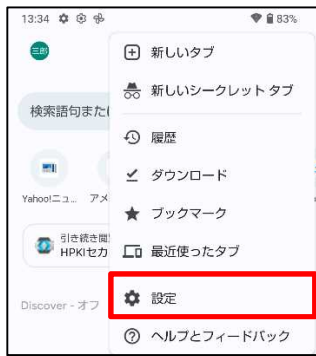 13:34 83%
三郎
新しいタブ
新しいシークレット タブ
検索語句また
履歴
ダウンロード
Yahoo!ニュ... アメ
ブックマーク
引き続き閲
HPKIセカ
最近使ったタブ
設定
Discover - オフ
ヘルプとフィードバック